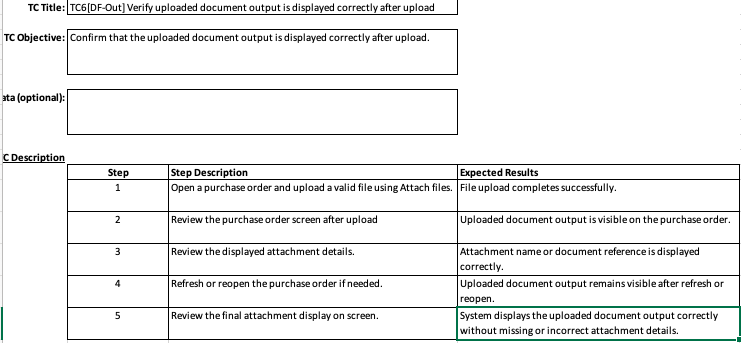 TC Title: TC6[DF-Out] Verify uploaded document output is displayed correctly after upload
TC Objective: Confirm that the uploaded document output is displayed correctly after upload.
(optional):
C Description
Step Step Description Expected Results
1 Open a purchase order and upload a valid file using Attach files. File upload completes successfully.
2 Review the purchase order screen after upload Uploaded document output is visible on the purchase order.
3 Review the displayed attachment details. Attachment name or document reference is displayed
correctly.
4 Refresh or reopen the purchase order if needed. Uploaded document output remains visible after refresh or
reopen.
5 Review the final attachment display on screen. System displays the uploaded document output correctly
without missing or incorrect attachment details.